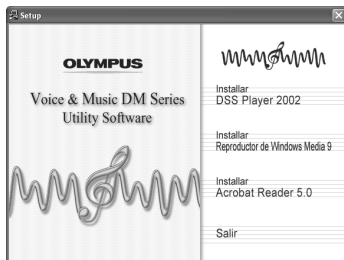 Setup
OLYMPUS
Voice & Music DM Series
Utility Software
Installar
DSS Player 2002
Installar
Reproductor de Windows Media 9
Installar
Acrobat Reader 5.0
Salir